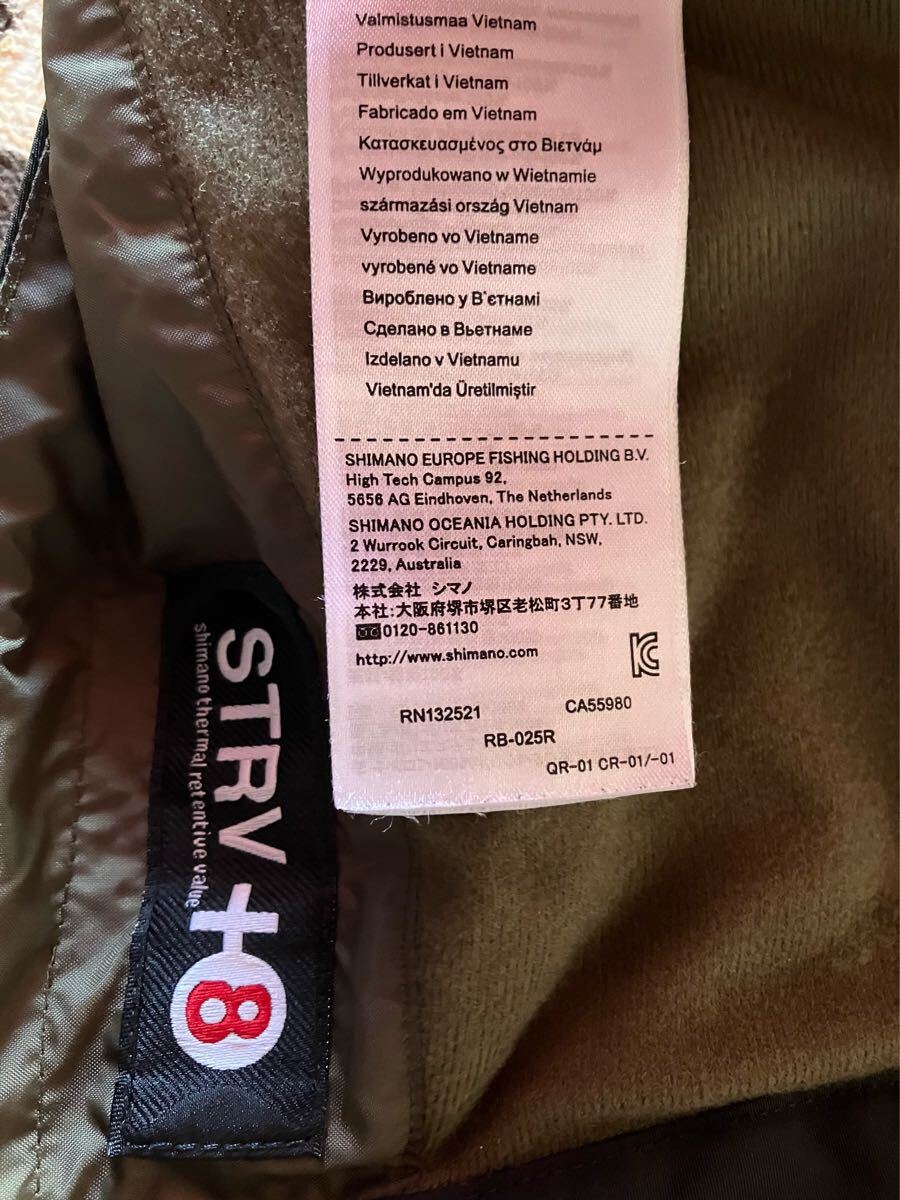 Valmistusmaa Vietnam
Produsert i Vietnam
Tillverkat i Vietnam
Fabricado em Vietnam
Κατασκευασμένος στο Βιετνάμ
Wyprodukowano w Wietnamie
származási ország Vietnam
Vyrobeno vo Vietname
vyrobené vo Vietname
Вироблено у В`єтнамі
Сделано в Вьетнаме
Izdelano v Vietnamu
Vietnam'da Üretilmiştir
SHIMANO EUROPE FISHING HOLDING B.V.
High Tech Campus 92,
5656 AG Eindhoven, The Netherlands
SHIMANO OCEANIA HOLDING PTY. LTD.
2 Wurrook Circuit, Caringbah, NSW,
2229, Australia
株式会社 シマノ
本社:大阪府堺市堺区老松町3丁77番地
0120-861130
http://www.shimano.com
RN132521
CA55980
RB-025R
QR-01 CR-01/-01
STRV+8
shimano thermal retentive value